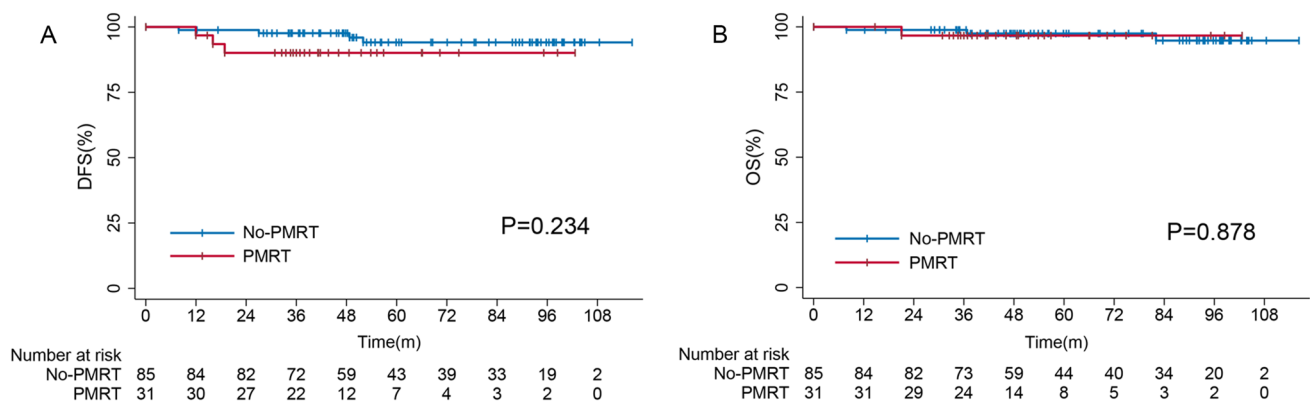 A
DFS(%)
100
75
50
25
0
No-PMRT
PMRT
P=0.234
0 12 24 36 48 60 72 84 96 108
Time(m)
Number at risk
No-PMRT 85 84 82 72 59 43 39 33 19 2
PMRT 31 30 27 22 12 7 4 3 2 0
B
OS(%)
100
75
50
25
0
No-PMRT
PMRT
P=0.878
0 12 24 36 48 60 72 84 96 108
Time(m)
Number at risk
No-PMRT 85 84 82 73 59 44 40 34 20 2
PMRT 31 31 29 24 14 8 5 3 2 0